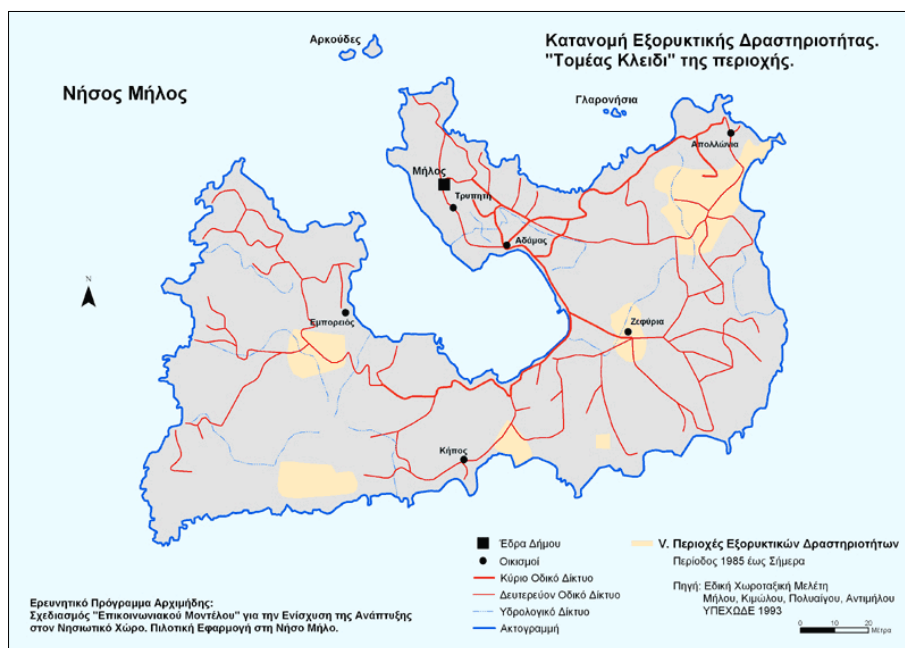 Αρκούδες
Κατανομή Εξορυκτικής Δραστηριοτήτας.
"Τομέας Κλειδι" της περιοχής.
Νήσος Μήλος
Γλαρονήσια
Απολλώνια
Μήλος
Τρυπητή
Αδάμας
N
Εμπορειός
Ζεφύρια
Κήπος
Έδρα Δήμου
Οικισμοί
Κύριο Οδικό Δίκτυο
Δευτερεύον Οδικό Δίκτυο
Υδρολογικό Δίκτυο
Ακτογραμμή
V. Περιοχές Εξορυκτικών Δραστηριοτήτων
Περίοδος 1985 έως Σήμερα
Πηγή: Εδική Χωροταξική Μελέτη
Μήλου, Κιμώλου, Πολυαίγου, Αντιμήλου
ΥΠΕΧΩΔΕ 1993
Ερευνητικό Πρόγραμμα Αρχιμήδης:
Σχεδιασμός "Επικοινωνιακού Μοντέλου" για την Ενίσχυση της Ανάπτυξης
στον Νησιωτικό Χώρο. Πιλοτική Εφαρμογή στη Νήσο Μήλο.
0 10 20
Μέτρα